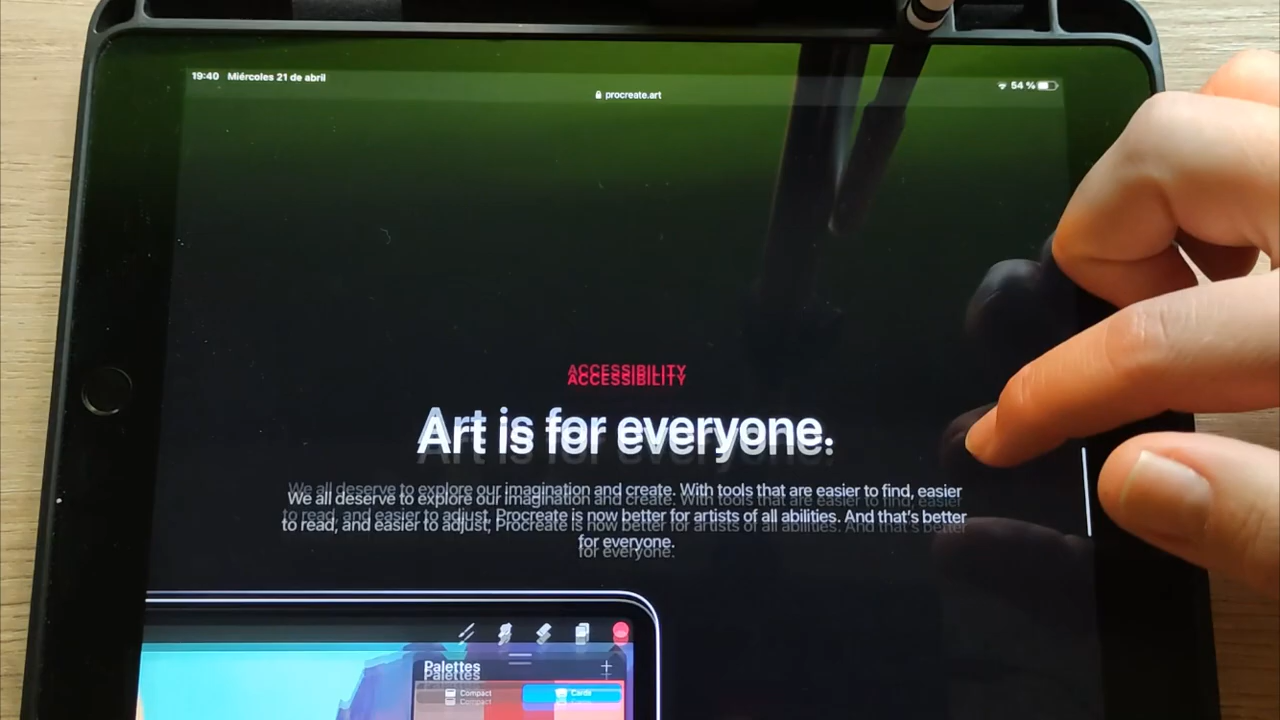 19:40 Miércoles 21 de abril
procreate.art
54 %
ACCESSIBILITY
Art is for everyone.
We all deserve to explore our imagination and create. With tools that are easier to find, easier
to read, and easier to adjust, Procreate is now better for artists of all abilities. And that's better
for everyone.
Palettes
Compact
Cards